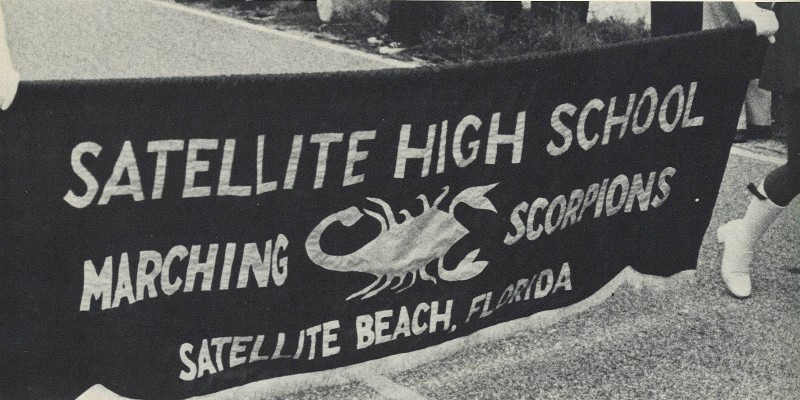 SATELLITE HIGH SCHOOL
MARCHING SCORPIONS
SATELLITE BEACH, FLORIDA